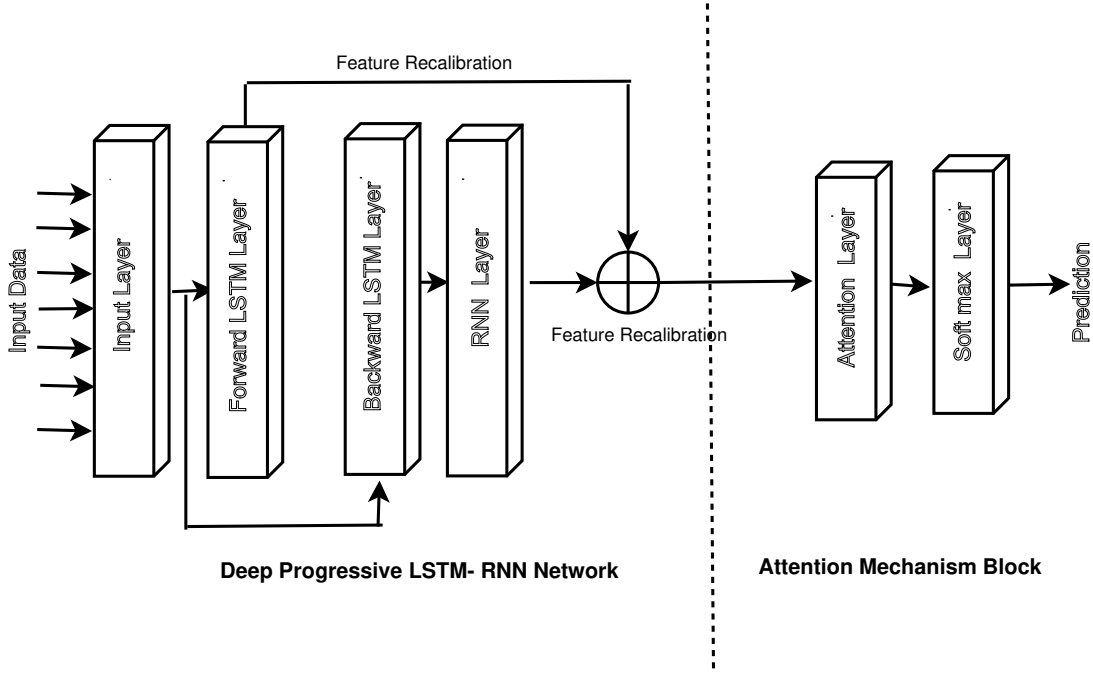 Feature Recalibration
Input Data
Input Layer
Forward LSTM Layer
Backward LSTM Layer
RNN Layer
Feature Recalibration
Attention Layer
Soft max Layer
Prediction
Deep Progressive LSTM- RNN Network
Attention Mechanism Block